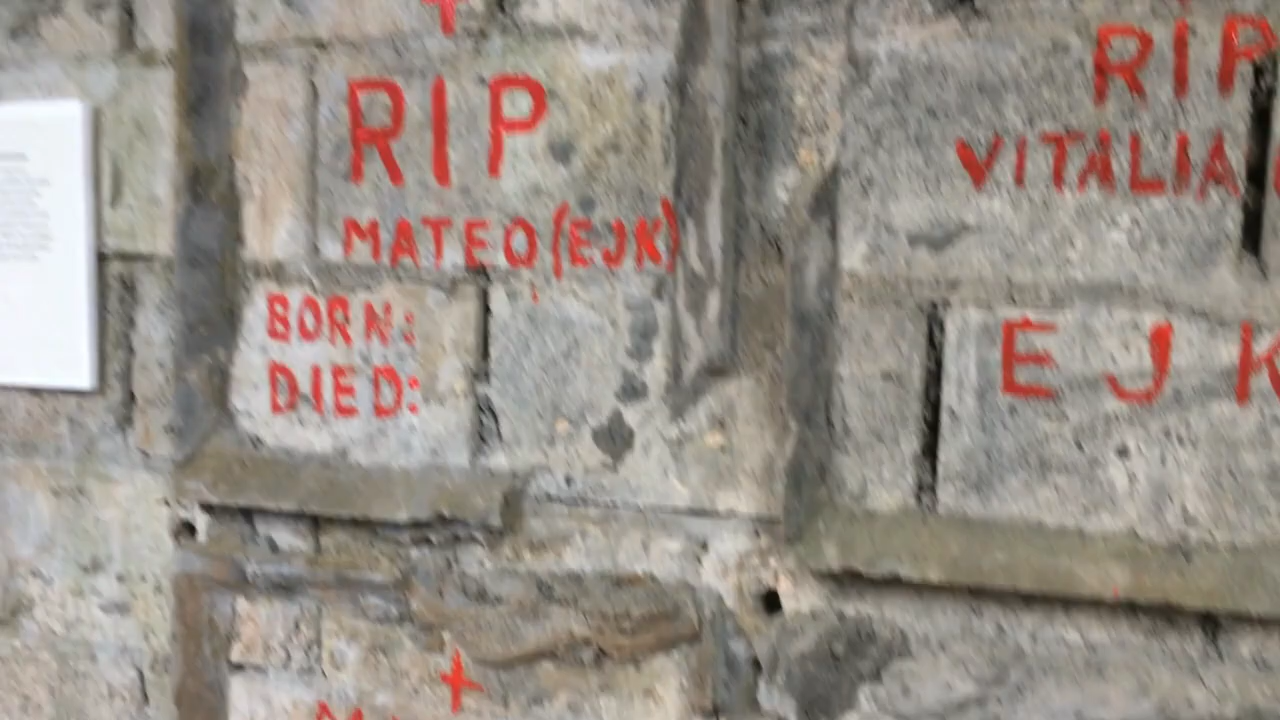 RIP
MATEO (EJK)
BORN:
DIED:
RIP
VITALIA
EJK